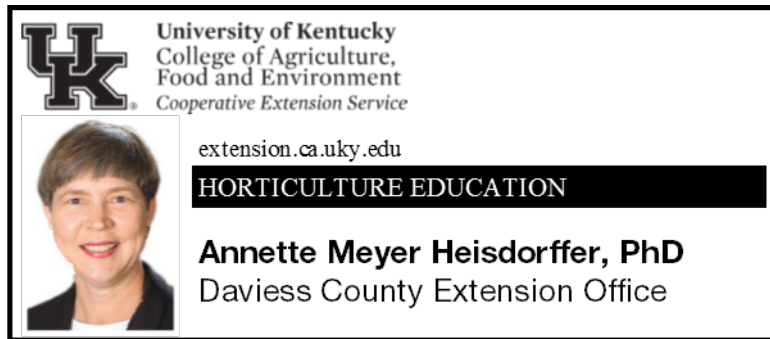 UK®
University of Kentucky
College of Agriculture,
Food and Environment
Cooperative Extension Service
extension.ca.uky.edu
HORTICULTURE EDUCATION
Annette Meyer Heisdorffer, PhD
Daviess County Extension Office